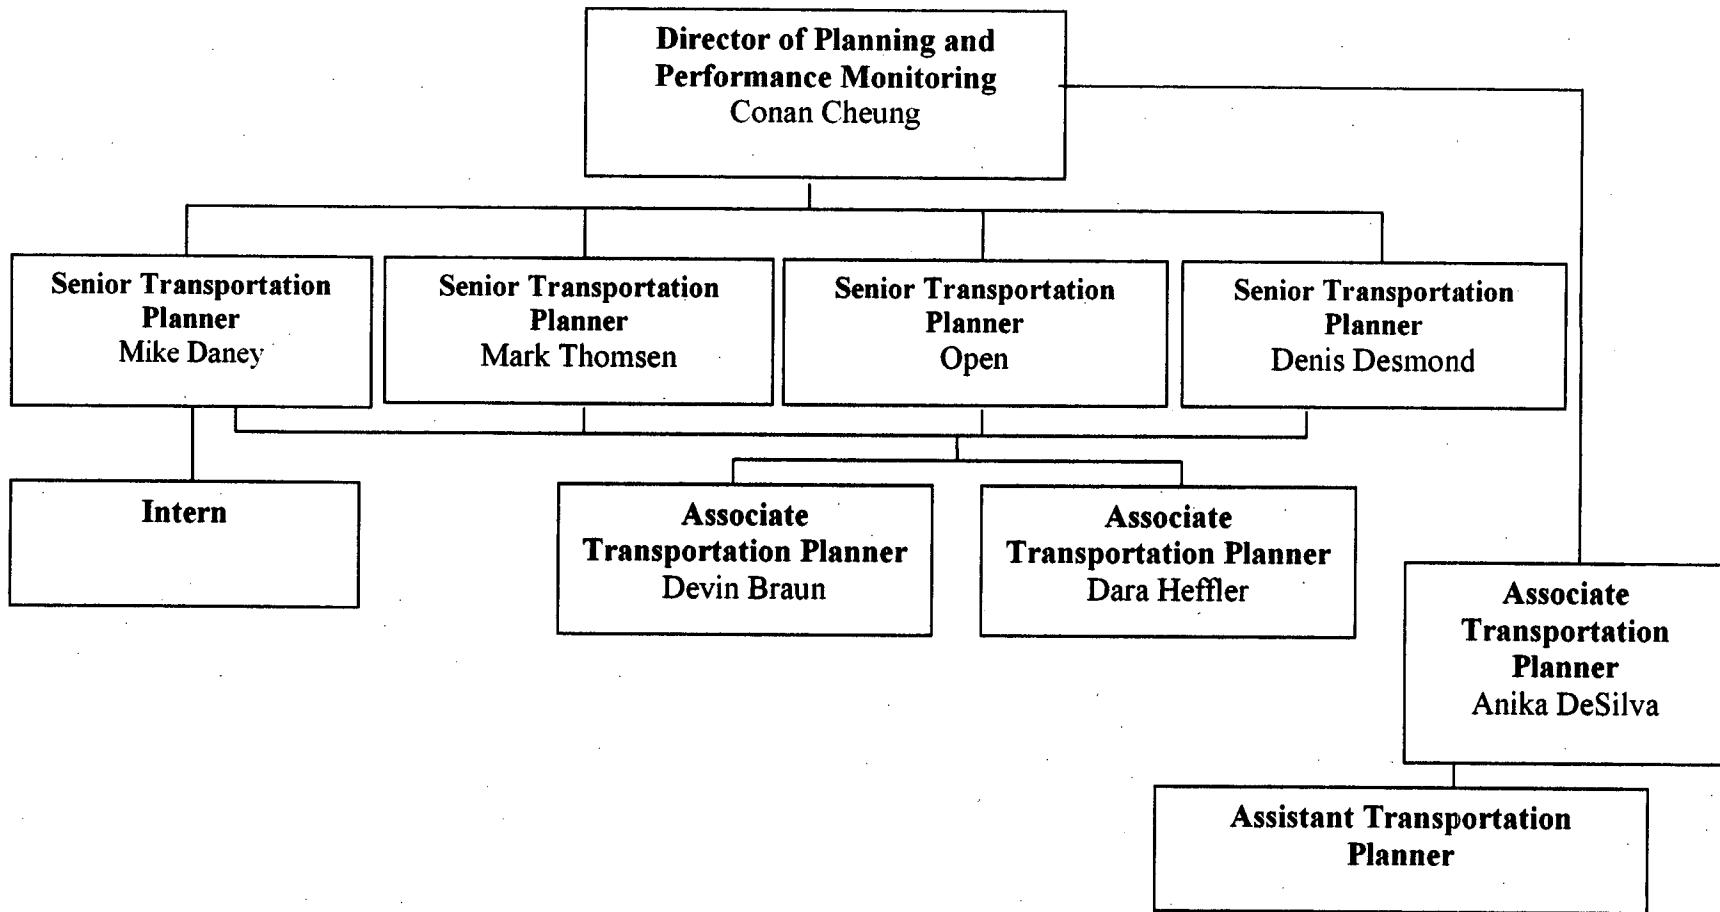 Director of Planning and
Performance Monitoring
Conan Cheung
Senior Transportation
Planner
Mike Daney
Senior Transportation
Planner
Mark Thomsen
Senior Transportation
Planner
Open
Senior Transportation
Planner
Denis Desmond
Intern
Associate
Transportation Planner
Devin Braun
Associate
Transportation Planner
Dara Heffler
Associate
Transportation
Planner
Anika DeSilva
Assistant Transportation
Planner